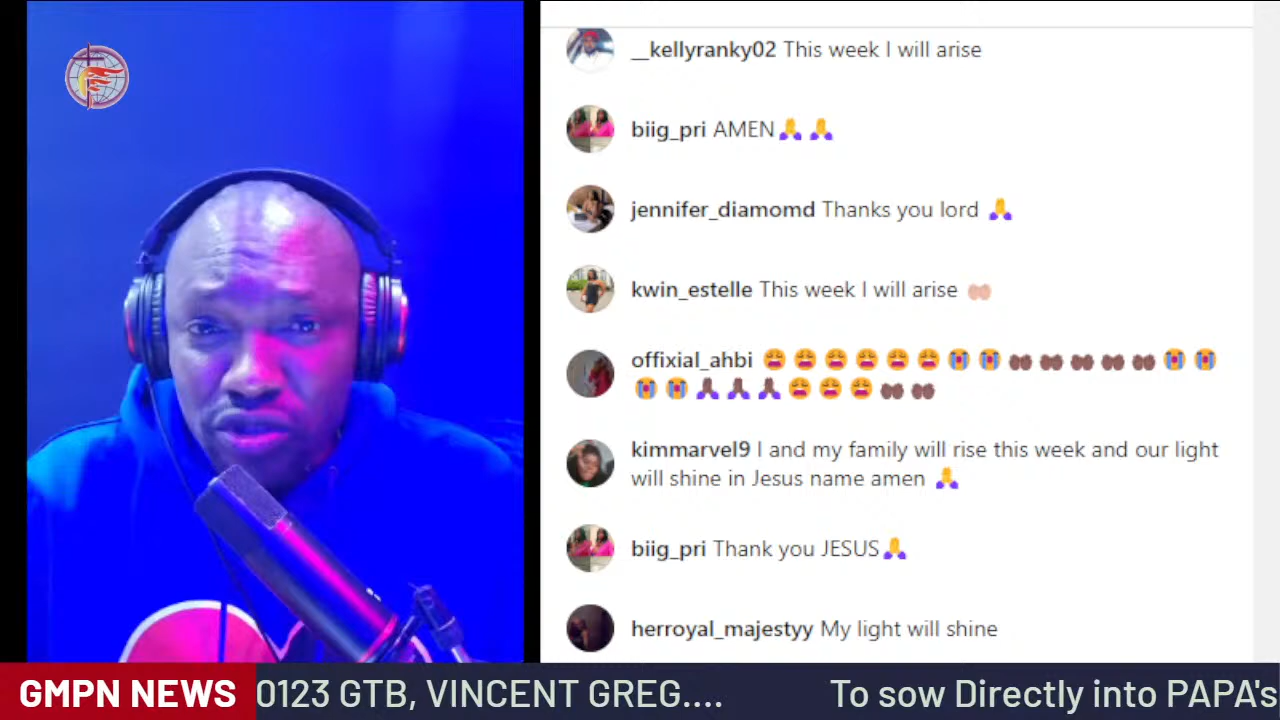 __kellyranky02 This week I will arise
biig_pri AMEN🙏🙏
jennifer_diamomd Thanks you lord 🙏
kwin_estelle This week I will arise 🤲🏼
offixial_ahbi 😩😩😩😩😩😩😭😭🤲🏿🤲🏿🤲🏿🤲🏿🤲🏿😭😭
😭😭🙏🏿🙏🏿🙏🏿😩😩😩🤲🏿🤲🏿
kimmarvel9 I and my family will rise this week and our light
will shine in Jesus name amen 🙏
biig_pri Thank you JESUS🙏
herroyal_majestyy My light will shine
GMPN NEWS 0123 GTB, VINCENT GREG.... To sow Directly into PAPA's